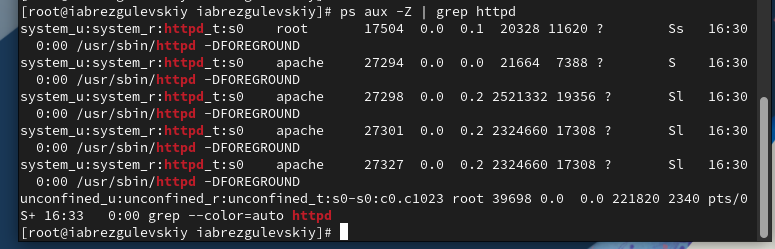 [root@iabrezgulevskiy iabrezgulevskiy]# ps aux -Z | grep httpd
system_u:system_r:httpd_t:s0    root       17504  0.0  0.1  20328 11620 ?        Ss   16:30
  0:00 /usr/sbin/httpd -DFOREGROUND
system_u:system_r:httpd_t:s0    apache     27294  0.0  0.0  21664  7388 ?        S    16:30
  0:00 /usr/sbin/httpd -DFOREGROUND
system_u:system_r:httpd_t:s0    apache     27298  0.0  0.2 2521332 19356 ?       Sl   16:30
  0:00 /usr/sbin/httpd -DFOREGROUND
system_u:system_r:httpd_t:s0    apache     27301  0.0  0.2 2324660 17308 ?       Sl   16:30
  0:00 /usr/sbin/httpd -DFOREGROUND
system_u:system_r:httpd_t:s0    apache     27327  0.0  0.2 2324660 17308 ?       Sl   16:30
  0:00 /usr/sbin/httpd -DFOREGROUND
unconfined_u:unconfined_r:unconfined_t:s0-s0:c0.c1023 root 39698 0.0  0.0 221820 2340 pts/0
S+ 16:33   0:00 grep --color=auto httpd
[root@iabrezgulevskiy iabrezgulevskiy]#